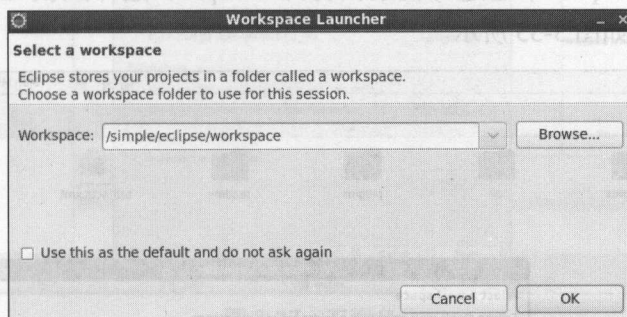 Workspace Launcher
Select a workspace
Eclipse stores your projects in a folder called a workspace.
Choose a workspace folder to use for this session.
Workspace: /simple/eclipse/workspace Browse...
Use this as the default and do not ask again
Cancel OK